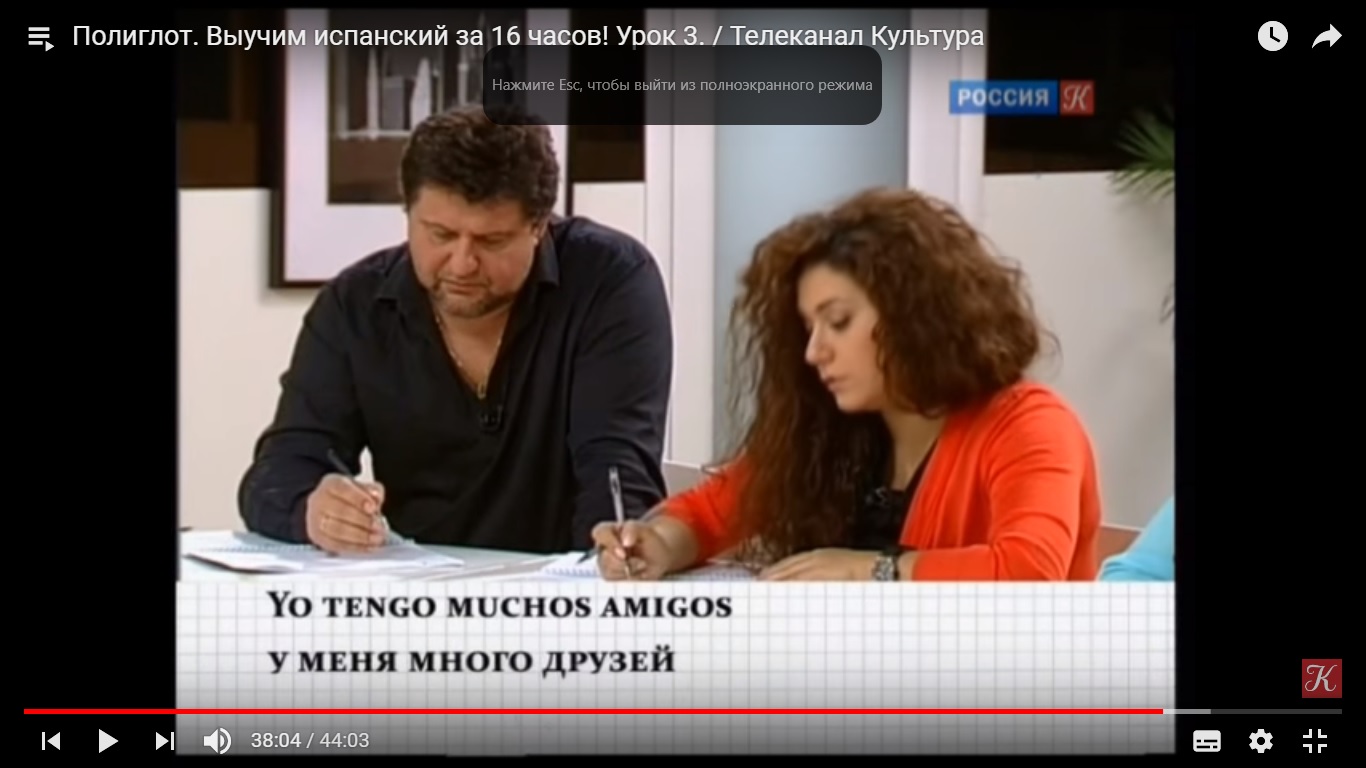 Полиглот. Выучим испанский за 16 часов! Урок 3. / Телеканал Культура
Нажмите Esc, чтобы выйти из полноэкранного режима
РОССИЯ К
Yo tengo muchos amigos
у меня много друзей
К
38:04 / 44:03